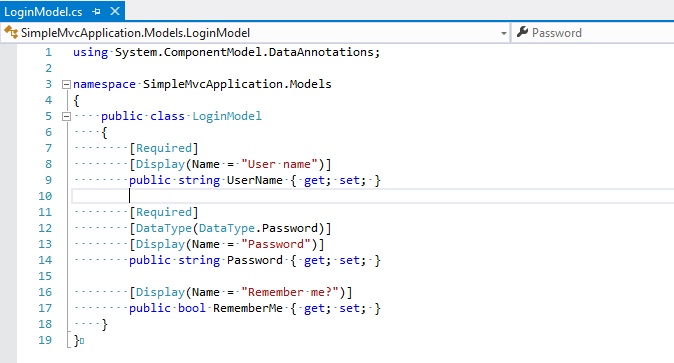 LoginModel.cs
SimpleMvcApplication.Models.LoginModel Password
1 using System.ComponentModel.DataAnnotations;
2
3 namespace SimpleMvcApplication.Models
4 {
5     public class LoginModel
6     {
7         [Required]
8         [Display(Name = "User name")]
9         public string UserName { get; set; }
10
11         [Required]
12         [DataType(DataType.Password)]
13         [Display(Name = "Password")]
14         public string Password { get; set; }
15
16         [Display(Name = "Remember me?")]
17         public bool RememberMe { get; set; }
18     }
19 }